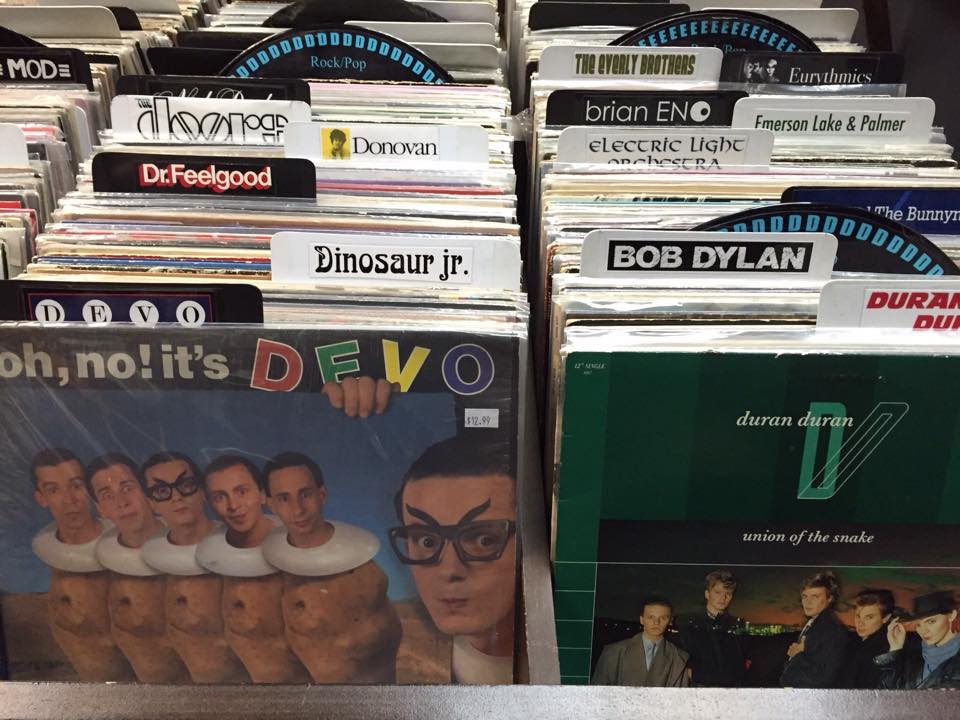 MODE
Rock/Pop
THE
DOORS
Donovan
Dr.Feelgood
Dinosaur jr.
DEVO
oh, no! it's DEVO
$12.99
THE EVERLY BROTHERS
Eurythmics
brian ENO
Emerson Lake & Palmer
ELECTRIC LIGHT
ORCHESTRA
The Bunnym
BOB DYLAN
DURAN
DU
12" SINGLE
duran duran
D
union of the snake